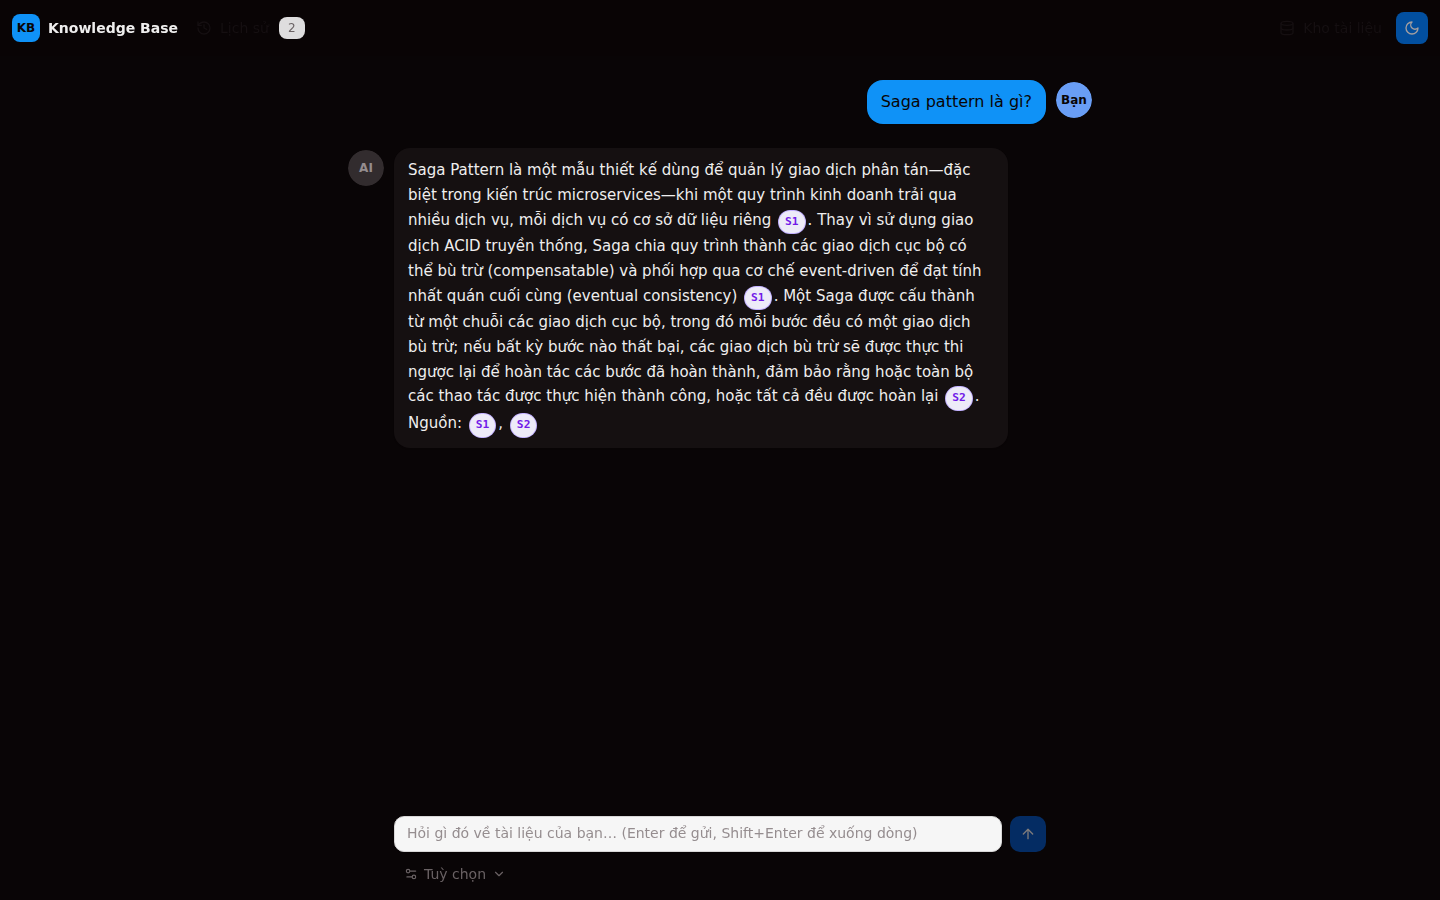 KB Knowledge Base Lịch sử 2 Kho tài liệu
Saga pattern là gì? Bạn
AI
Saga Pattern là một mẫu thiết kế dùng để quản lý giao dịch phân tán—đặc
biệt trong kiến trúc microservices—khi một quy trình kinh doanh trải qua
nhiều dịch vụ, mỗi dịch vụ có cơ sở dữ liệu riêng S1. Thay vì sử dụng giao
dịch ACID truyền thống, Saga chia quy trình thành các giao dịch cục bộ có
thể bù trừ (compensatable) và phối hợp qua cơ chế event-driven để đạt tính
nhất quán cuối cùng (eventual consistency) S1. Một Saga được cấu thành
từ một chuỗi các giao dịch cục bộ, trong đó mỗi bước đều có một giao dịch
bù trừ; nếu bất kỳ bước nào thất bại, các giao dịch bù trừ sẽ được thực thi
ngược lại để hoàn tác các bước đã hoàn thành, đảm bảo rằng hoặc toàn bộ
các thao tác được thực hiện thành công, hoặc tất cả đều được hoàn lại S2.
Nguồn: S1, S2
Hỏi gì đó về tài liệu của bạn… (Enter để gửi, Shift+Enter để xuống dòng)
Tuỳ chọn